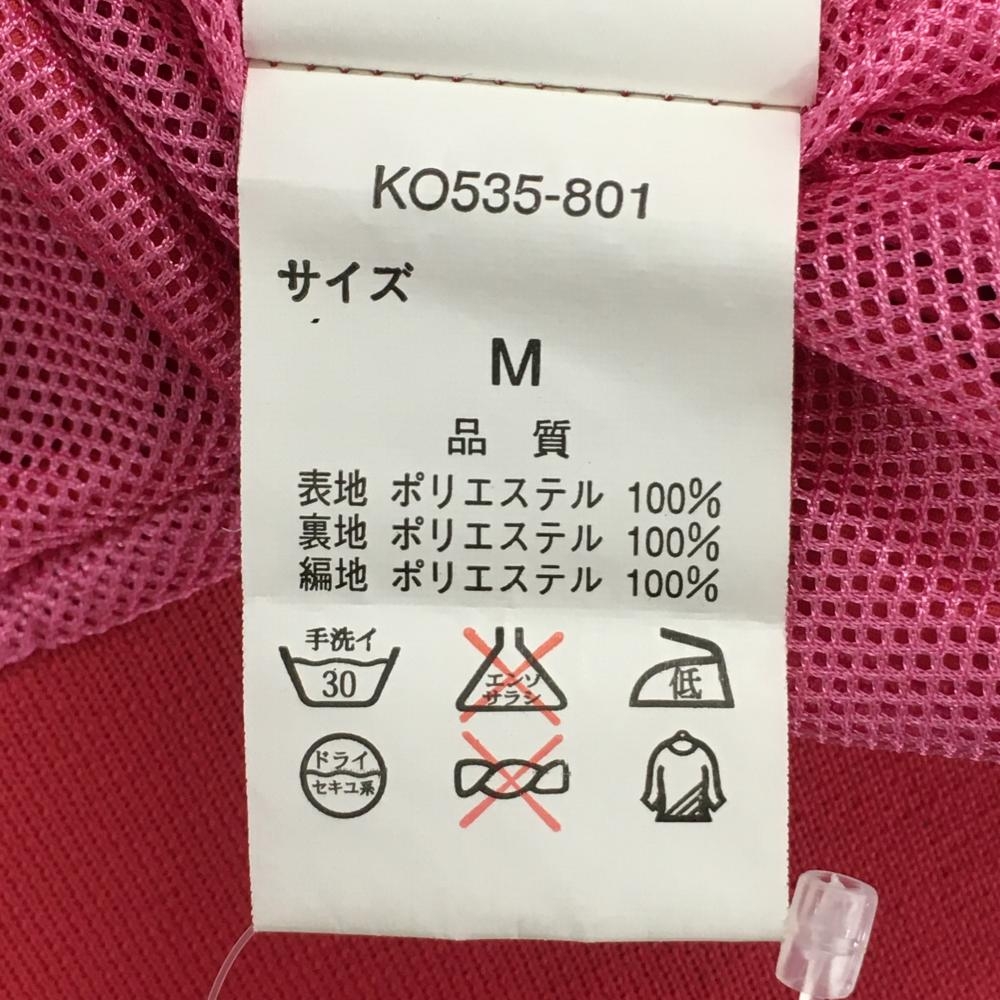 KO535-801
サイズ
M
品 質
表地 ポリエステル 100%
裏地 ポリエステル 100%
編地 ポリエステル 100%
手洗イ
30
エンソ
サラシ
低
ドライ
セキユ系